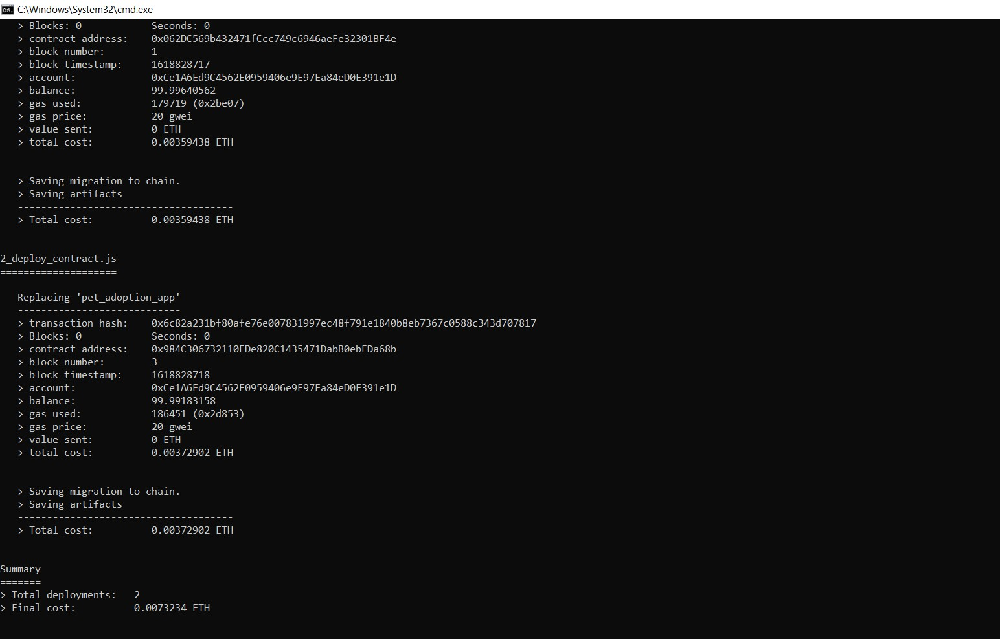 C:\Windows\System32\cmd.exe
> Blocks: 0 Seconds: 0
> contract address: 0x062DC569b432471fCcc749c6946aeFe32301BF4e
> block number: 1
> block timestamp: 1618828717
> account: 0xCe1A6Ed9C4562E0959406e9E97Ea84eD0E391e1D
> balance: 99.99640562
> gas used: 179719 (0x2be07)
> gas price: 20 gwei
> value sent: 0 ETH
> total cost: 0.00359438 ETH
> Saving migration to chain.
> Saving artifacts
-------------------------------------
> Total cost: 0.00359438 ETH
2_deploy_contract.js
====================
Replacing 'pet_adoption_app'
----------------------------
> transaction hash: 0x6c82a231bf80afe76e007831997ec48f791e1840b8eb7367c0588c343d707817
> Blocks: 0 Seconds: 0
> contract address: 0x984C306732110FDe820C1435471DabB0ebFDa68b
> block number: 3
> block timestamp: 1618828718
> account: 0xCe1A6Ed9C4562E0959406e9E97Ea84eD0E391e1D
> balance: 99.99183158
> gas used: 186451 (0x2d853)
> gas price: 20 gwei
> value sent: 0 ETH
> total cost: 0.00372902 ETH
> Saving migration to chain.
> Saving artifacts
-------------------------------------
> Total cost: 0.00372902 ETH
Summary
=======
> Total deployments: 2
> Final cost: 0.0073234 ETH